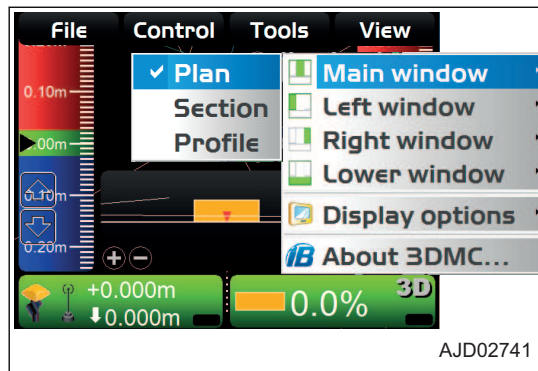 File Control Tools View
Plan
Section
Profile
Main window
Left window
Right window
Lower window
Display options
About 3DMC...
0.10m
.00m
0.10m
0.20m
+0.000m
0.000m
0.0%
3D
AJD02741